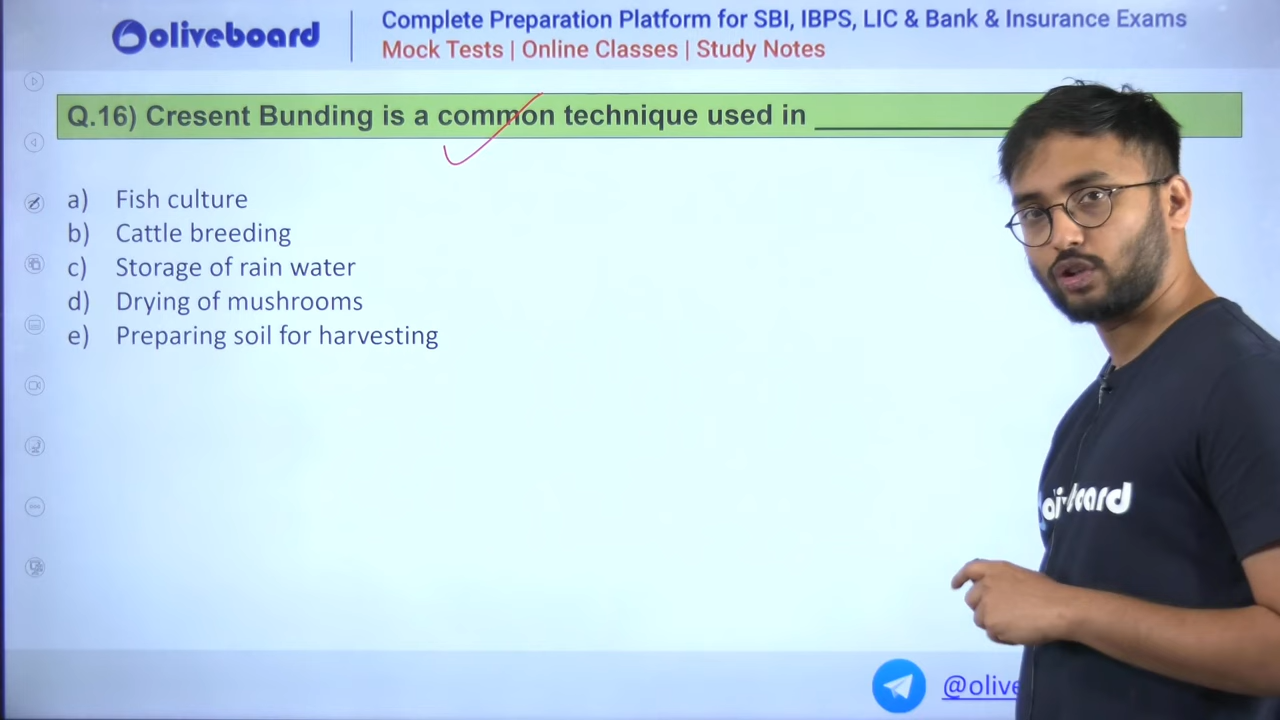 oliveboard
Complete Preparation Platform for SBI, IBPS, LIC & Bank & Insurance Exams
Mock Tests | Online Classes | Study Notes
Q.16) Cresent Bunding is a common technique used in ____________
a) Fish culture
b) Cattle breeding
c) Storage of rain water
d) Drying of mushrooms
e) Preparing soil for harvesting
@olive